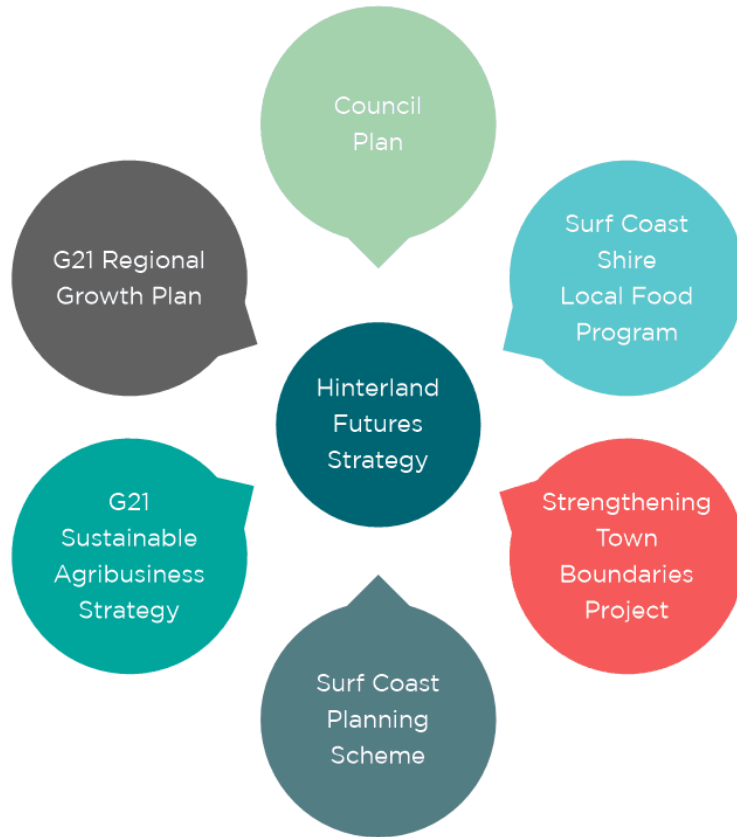 Council
Plan
G21 Regional
Growth Plan
Surf Coast
Shire
Local Food
Program
Hinterland
Futures
Strategy
G21
Sustainable
Agribusiness
Strategy
Strengthening
Town
Boundaries
Project
Surf Coast
Planning
Scheme